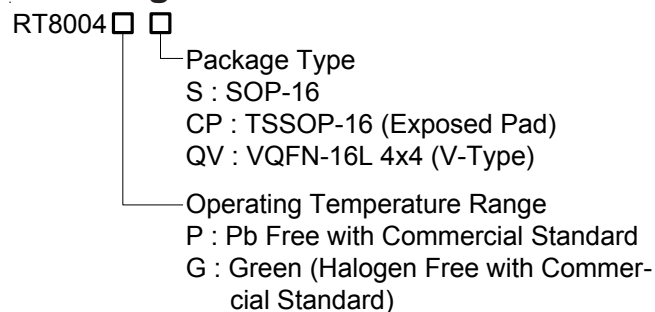 RT8004
Package Type
S : SOP-16
CP : TSSOP-16 (Exposed Pad)
QV : VQFN-16L 4x4 (V-Type)
Operating Temperature Range
P : Pb Free with Commercial Standard
G : Green (Halogen Free with Commer-
cial Standard)